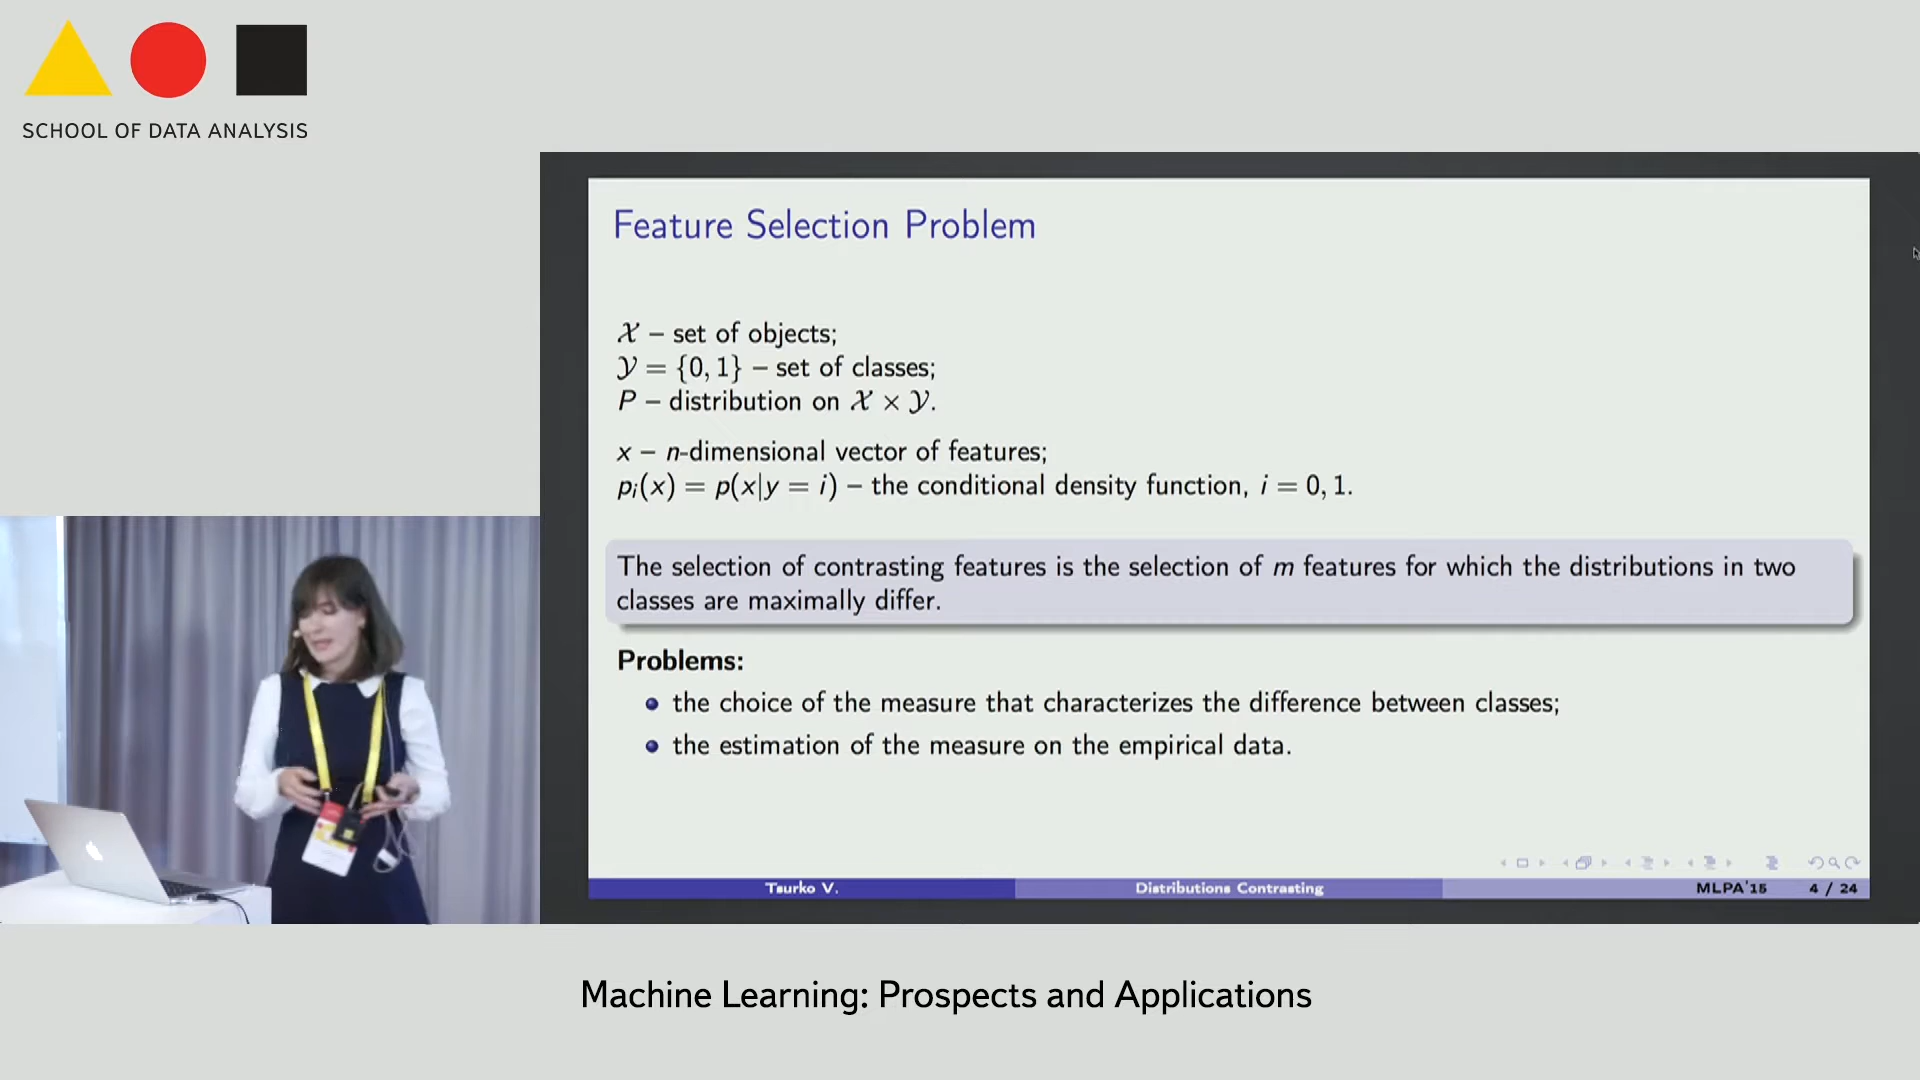 SCHOOL OF DATA ANALYSIS
Feature Selection Problem
𝒳 – set of objects;
𝒴 = {0, 1} – set of classes;
P – distribution on 𝒳 × 𝒴.
x – n-dimensional vector of features;
pᵢ(x) = p(x|y = i) – the conditional density function, i = 0, 1.
The selection of contrasting features is the selection of m features for which the distributions in two
classes are maximally differ.
Problems:
the choice of the measure that characterizes the difference between classes;
the estimation of the measure on the empirical data.
Tsurko V.
Distributions Contrasting
MLPA'15
4 / 24
Machine Learning: Prospects and Applications